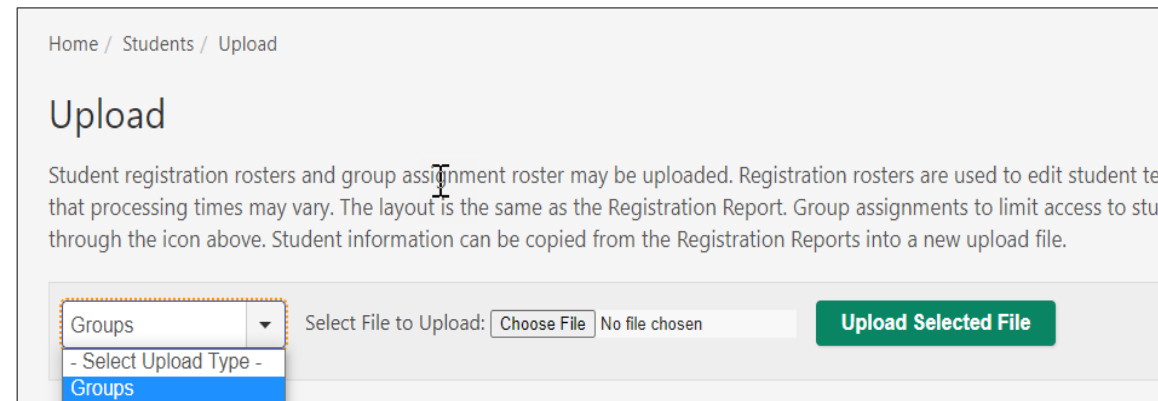 Home / Students / Upload
Upload
Student registration rosters and group assignment roster may be uploaded. Registration rosters are used to edit student te
that processing times may vary. The layout is the same as the Registration Report. Group assignments to limit access to stu
through the icon above. Student information can be copied from the Registration Reports into a new upload file.
Groups Select File to Upload: Choose File No file chosen Upload Selected File
- Select Upload Type -
Groups